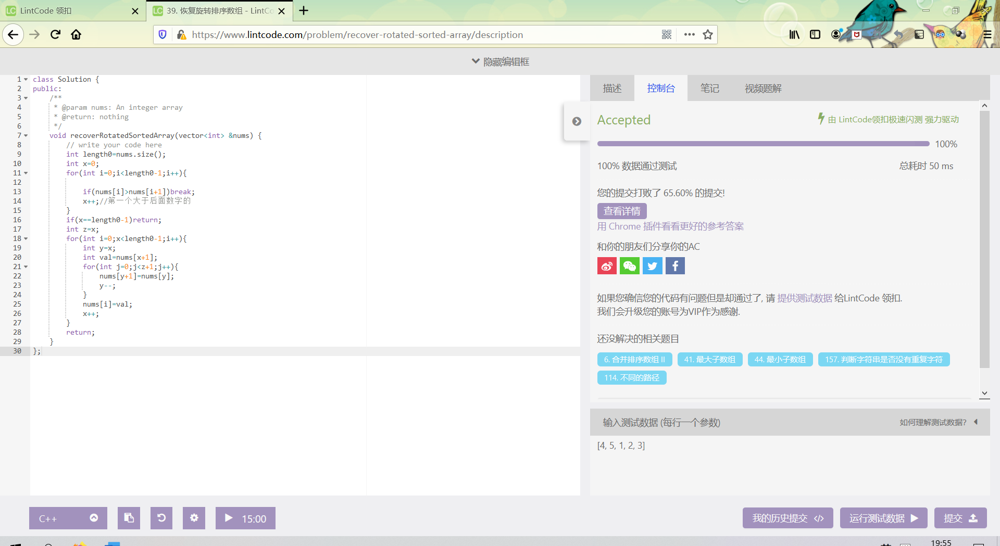 LintCode 领扣
39. 恢复旋转排序数组 - LintCo
https://www.lintcode.com/problem/recover-rotated-sorted-array/description
隐藏编辑框
1 class Solution {
2 public:
3 /**
4 * @param nums: An integer array
5 * @return: nothing
6 */
7 void recoverRotatedSortedArray(vector<int> &nums) {
8 // write your code here
9 int length0=nums.size();
10 int x=0;
11 for(int i=0;i<length0-1;i++){
12
13 if(nums[i]>nums[i+1])break;
14 x++;//第一个大于后面数字的
15 }
16 if(x==length0-1)return;
17 int z=x;
18 for(int i=0;x<length0-1;i++){
19 int y=x;
20 int val=nums[x+1];
21 for(int j=0;j<z+1;j++){
22 nums[y+1]=nums[y];
23 y--;
24 }
25 nums[i]=val;
26 x++;
27 }
28 return;
29 }
30 };
描述 控制台 笔记 视频题解
Accepted 由 LintCode领扣极速闪测 强力驱动
100%
100% 数据通过测试 总耗时 50 ms
您的提交打败了 65.60% 的提交!
查看详情
用 Chrome 插件看看更好的参考答案
和你的朋友们分享你的AC
如果您确信您的代码有问题但是却通过了, 请 提供测试数据 给LintCode 领扣.
我们会升级您的账号为VIP作为感谢.
还没解决的相关题目
6. 合并排序数组 II 41. 最大子数组 44. 最小子数组 157. 判断字符串是否没有重复字符
114. 不同的路径
输入测试数据 (每行一个参数) 如何理解测试数据?
[4, 5, 1, 2, 3]
C++ 15:00 我的历史提交 运行测试数据 提交
19:55